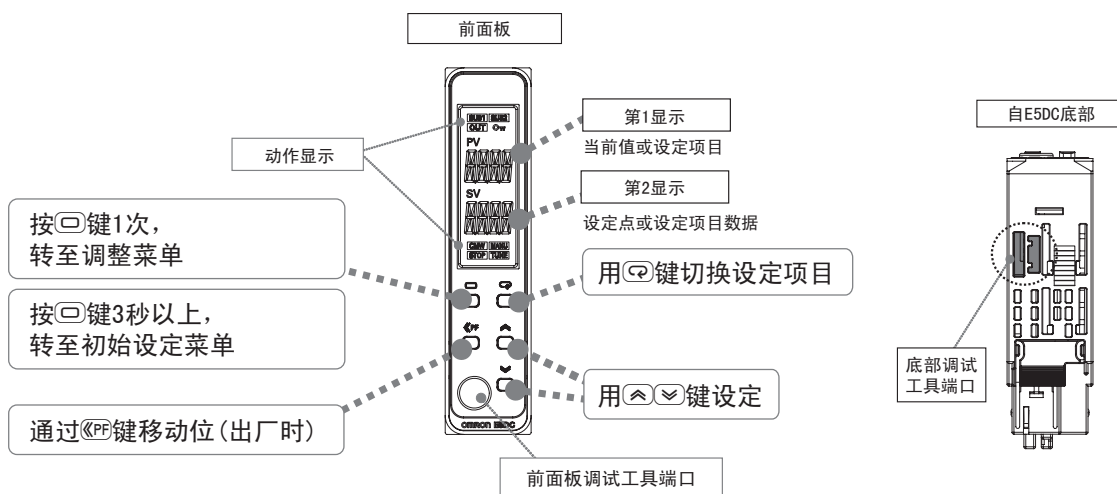 前面板
SUB1 SUB2
OUT
PV
SV
CMW MANU
STOP TUNE
PF
omron E5DC
动作显示
第1显示
当前值或设定项目
第2显示
设定点或设定项目数据
按键1次，
转至调整菜单
按键3秒以上，
转至初始设定菜单
通过PF键移动位(出厂时)
用键切换设定项目
用键设定
前面板调试工具端口
自E5DC底部
底部调试
工具端口